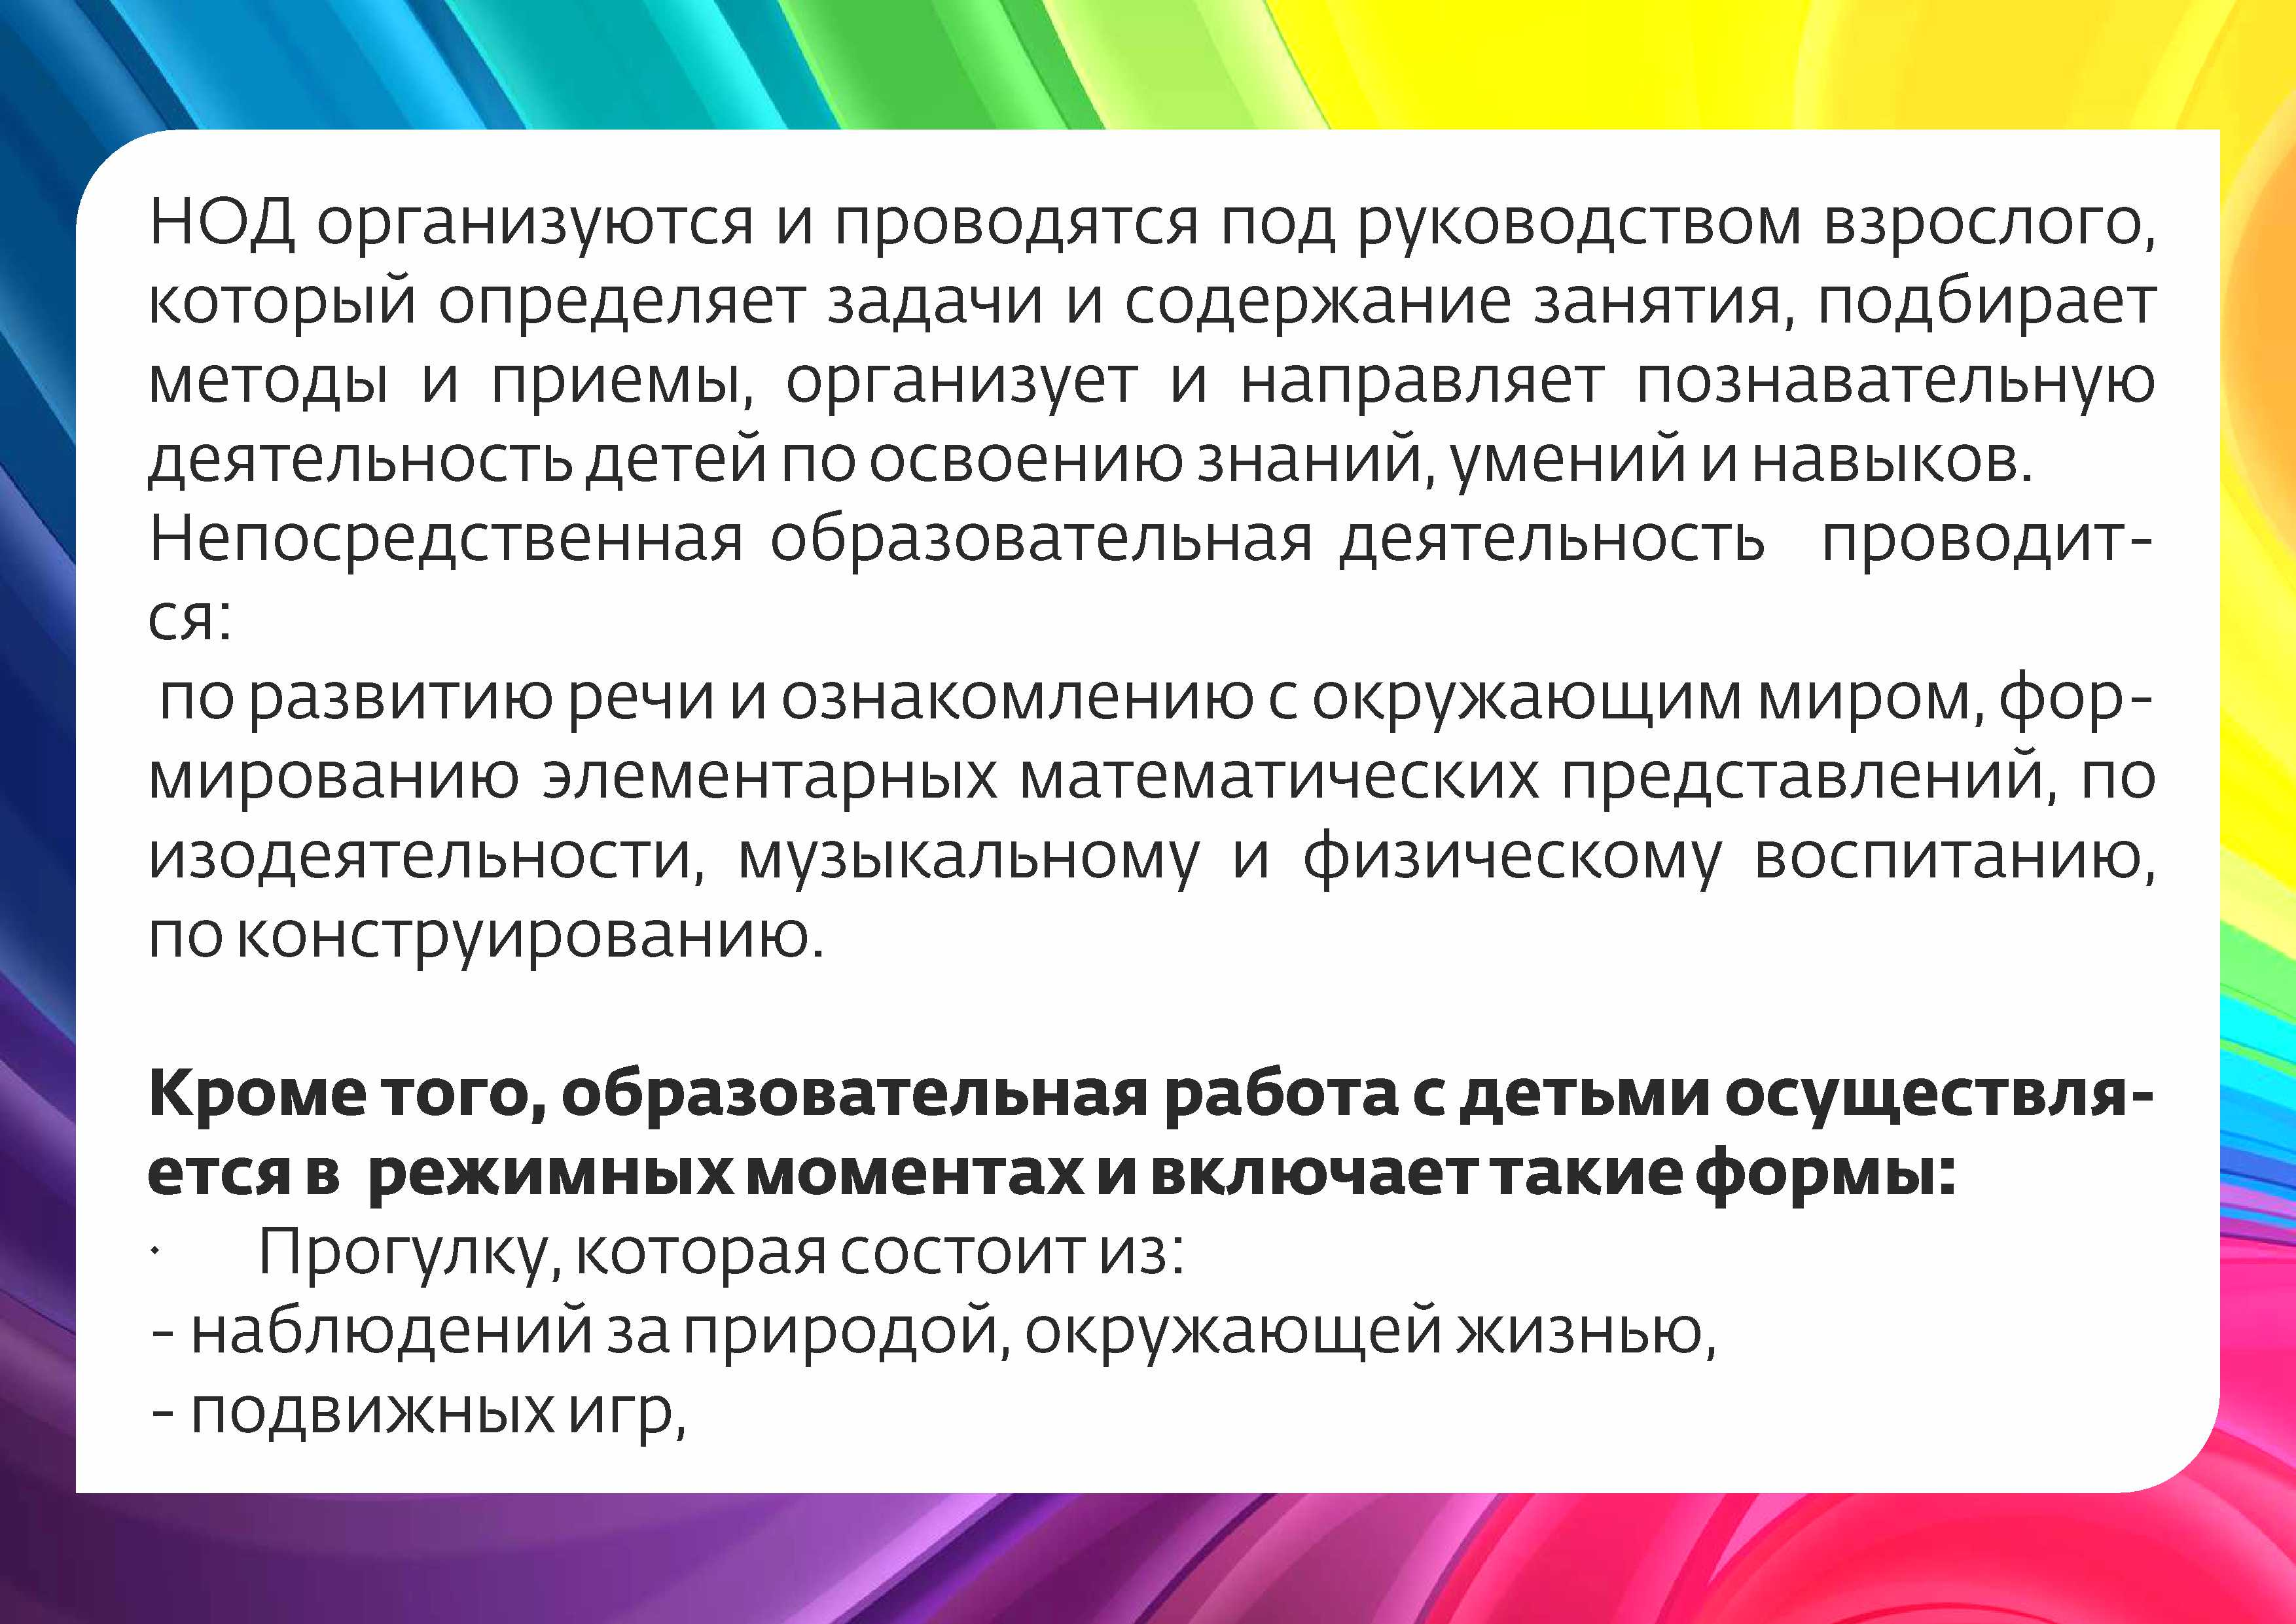 НОД организуются и проводятся под руководством взрослого,
который определяет задачи и содержание занятия, подбирает
методы и приемы, организует и направляет познавательную
деятельность детей по освоению знаний, умений и навыков.
Непосредственная образовательная деятельность проводит-
ся:
по развитию речи и ознакомлению с окружающим миром, фор-
мированию элементарных математических представлений, по
изодеятельности, музыкальному и физическому воспитанию,
по конструированию.
Кроме того, образовательная работа с детьми осуществля-
ется в режимных моментах и включает такие формы:
· Прогулку, которая состоит из:
- наблюдений за природой, окружающей жизнью,
- подвижных игр,